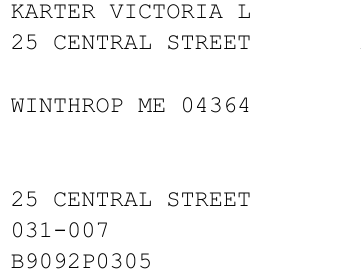 KARTER VICTORIA L
25 CENTRAL STREET
WINTHROP ME 04364
25 CENTRAL STREET
031-007
B9092P0305